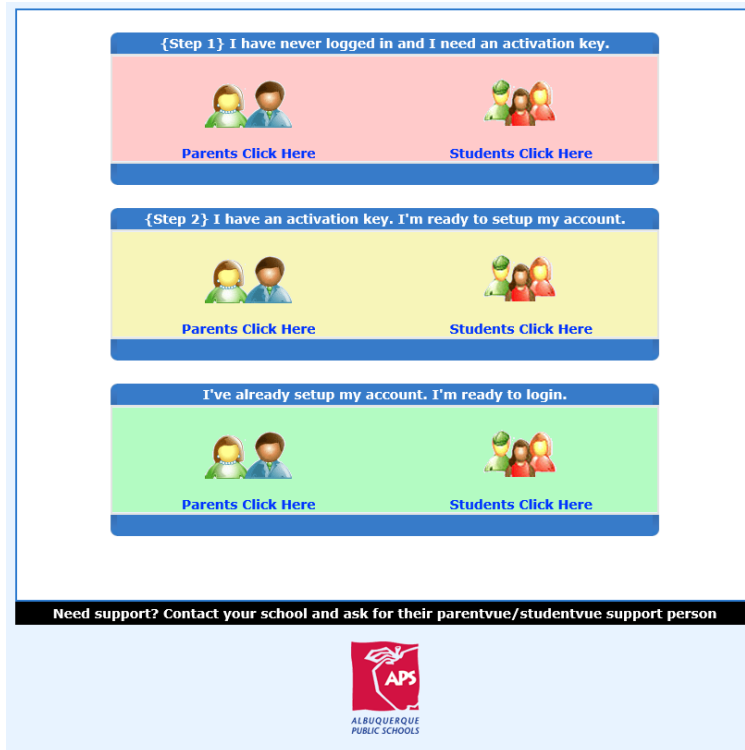 {Step 1} I have never logged in and I need an activation key.
Parents Click Here
Students Click Here
{Step 2} I have an activation key. I'm ready to setup my account.
Parents Click Here
Students Click Here
I've already setup my account. I'm ready to login.
Parents Click Here
Students Click Here
Need support? Contact your school and ask for their parentvue/studentvue support person
APS
ALBUQUERQUE
PUBLIC SCHOOLS